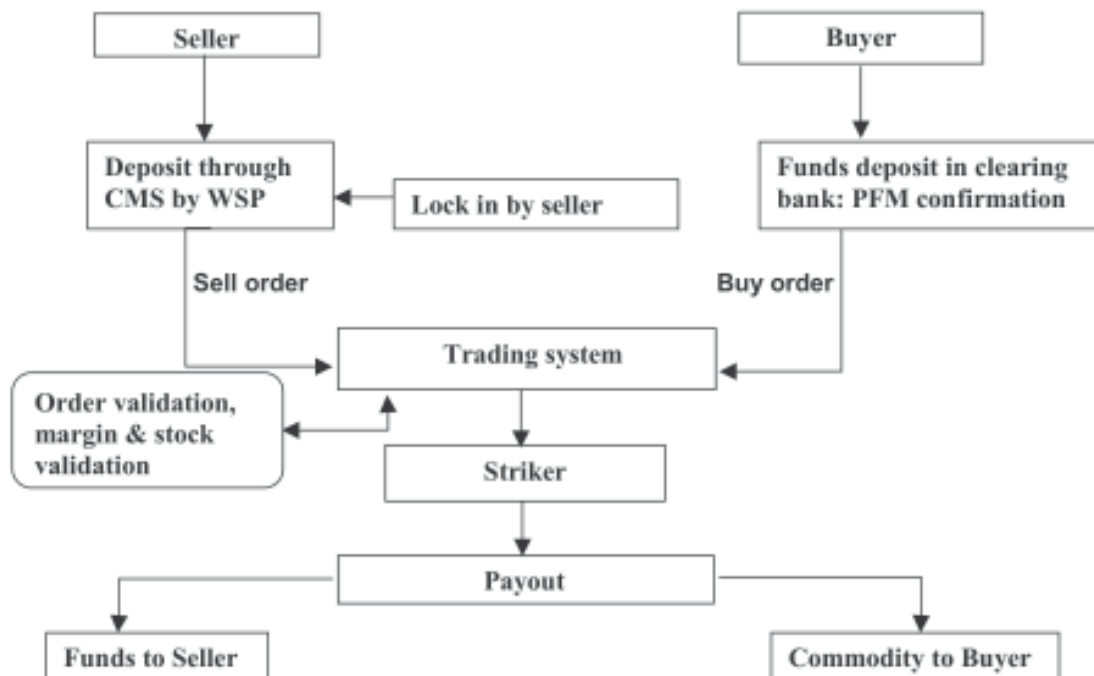 Seller
Buyer
Deposit through
CMS by WSP
Lock in by seller
Funds deposit in clearing
bank: PFM confirmation
Sell order
Buy order
Trading system
Order validation,
margin & stock
validation
Striker
Payout
Funds to Seller
Commodity to Buyer